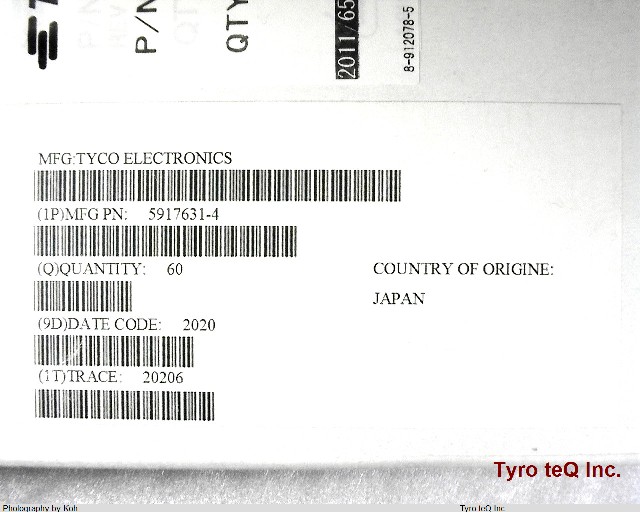 P/N
QTY
2011/65
8-912078-5
MFG:TYCO ELECTRONICS
(1P)MFG PN: 5917631-4
(Q)QUANTITY: 60
COUNTRY OF ORIGINE:
JAPAN
(9D)DATE CODE: 2020
(1T)TRACE: 20206
Tyro teQ Inc.
Photography by Koh
Tyro teQ Inc